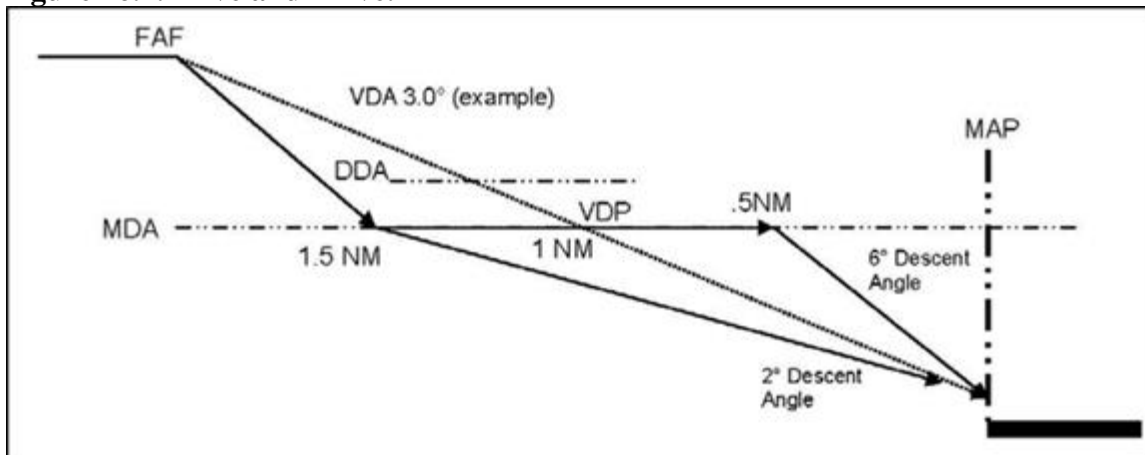 FAF
VDA 3.0° (example)
MAP
DDA
VDP
.5NM
MDA
1.5 NM
1 NM
6° Descent
Angle
2° Descent
Angle